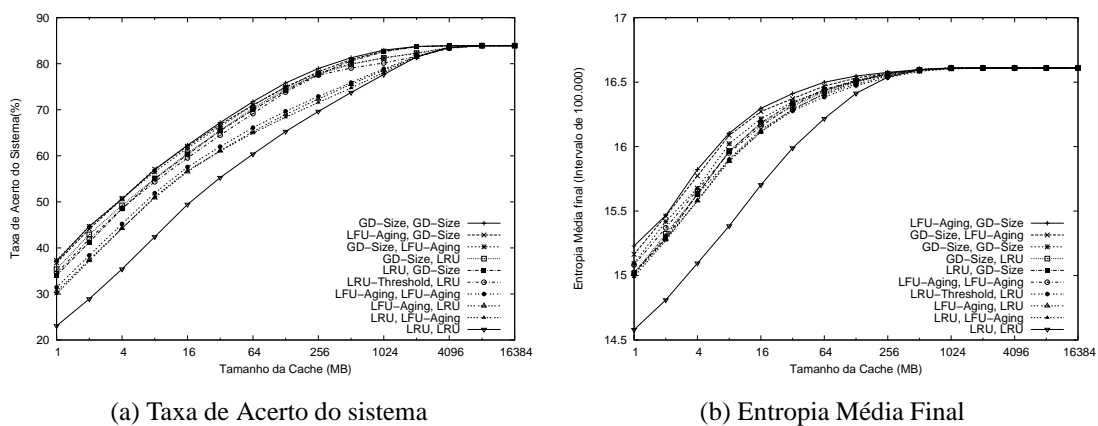 90
80
70
60
50
40
30
20
Taxa de Acerto do Sistema(%)
GD-Size, GD-Size
LFU-Aging, GD-Size
GD-Size, LFU-Aging
GD-Size, LRU
LRU, GD-Size
LRU-Threshold, LRU
LFU-Aging, LFU-Aging
LFU-Aging, LRU
LRU, LFU-Aging
LRU, LRU
1 4 16 64 256 1024 4096 16384
Tamanho da Cache (MB)
(a) Taxa de Acerto do sistema
17
16.5
16
15.5
15
14.5
Entropia Média final (Intervalo de 100.000)
LFU-Aging, GD-Size
GD-Size, LFU-Aging
GD-Size, GD-Size
GD-Size, LRU
LRU, GD-Size
LFU-Aging, LFU-Aging
LRU-Threshold, LRU
LFU-Aging, LRU
LRU, LFU-Aging
LRU, LRU
1 4 16 64 256 1024 4096 16384
Tamanho da Cache (MB)
(b) Entropia Média Final